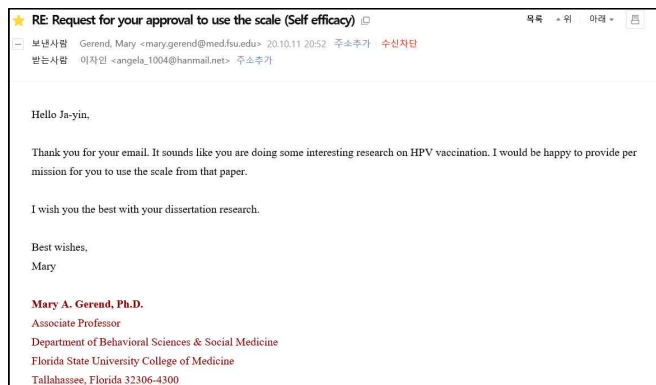 RE: Request for your approval to use the scale (Self efficacy)
목록 위 아래
보낸사람 Gerend, Mary <mary.gerend@med.fsu.edu> 20.10.11 20:52 주소추가 수신차단
받는사람 이자인 <angela_1004@hanmail.net> 주소추가
Hello Ja-yin,
Thank you for your email. It sounds like you are doing some interesting research on HPV vaccination. I would be happy to provide per
mission for you to use the scale from that paper.
I wish you the best with your dissertation research.
Best wishes,
Mary
Mary A. Gerend, Ph.D.
Associate Professor
Department of Behavioral Sciences & Social Medicine
Florida State University College of Medicine
Tallahassee, Florida 32306-4300